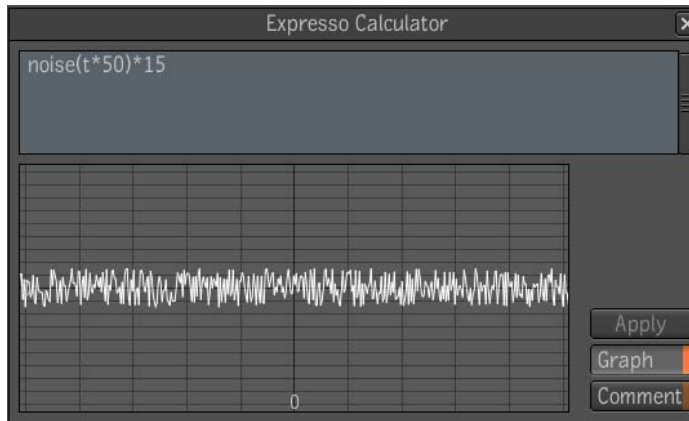 Expresso Calculator
noise(t*50)*15
0
Apply
Graph
Comment